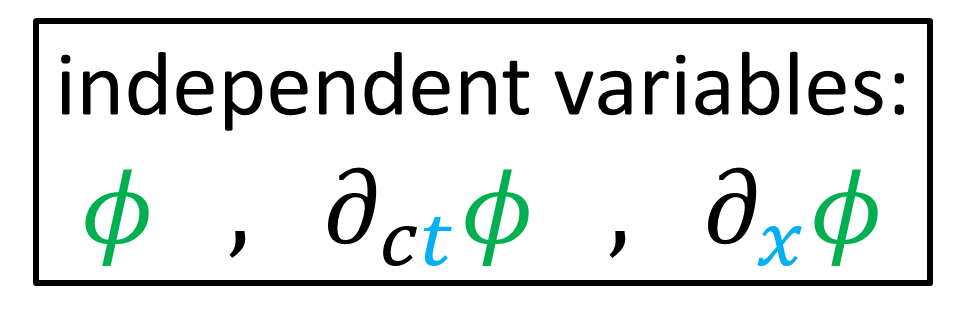 independent variables:
𝜙 , ∂𝑐𝑡𝜙 , ∂𝑥𝜙